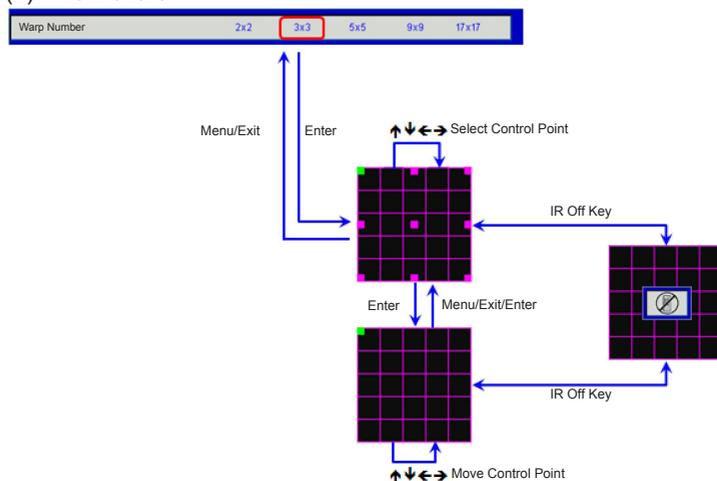 Warp Number 2x2 3x3 5x5 9x9 17x17
Menu/Exit
Enter
Select Control Point
IR Off Key
Enter
Menu/Exit/Enter
IR Off Key
Move Control Point